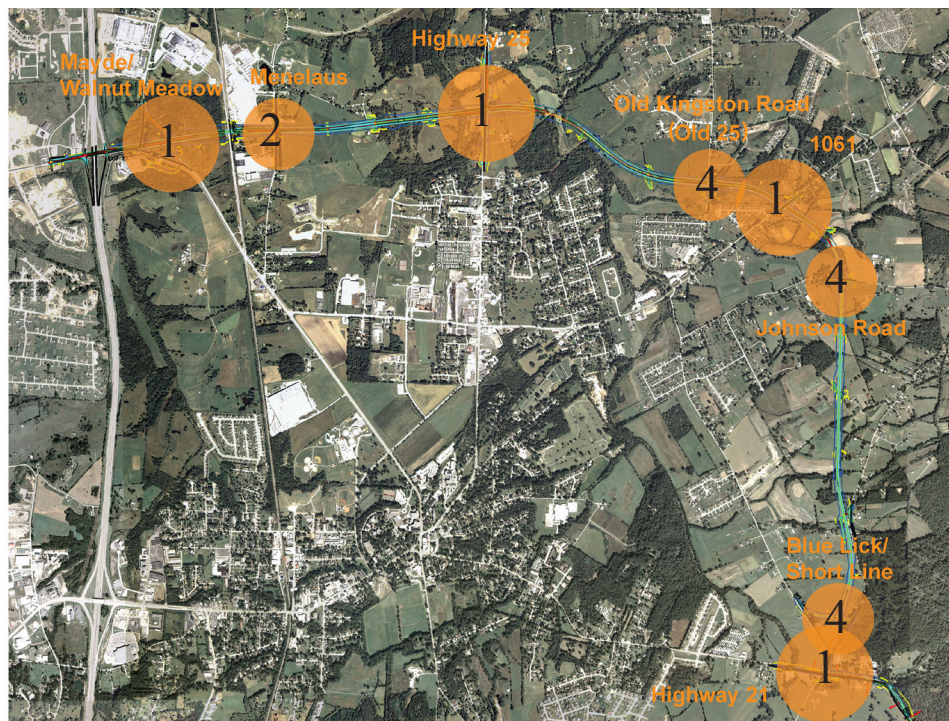 Highway 25
Mayde/
Walnut Meadow
Menelaus
1
2
1
Old Kingston Road
(Old 25)
1061
4
1
4
Johnson Road
Blue Lick/
Short Line
4
1
Highway 21